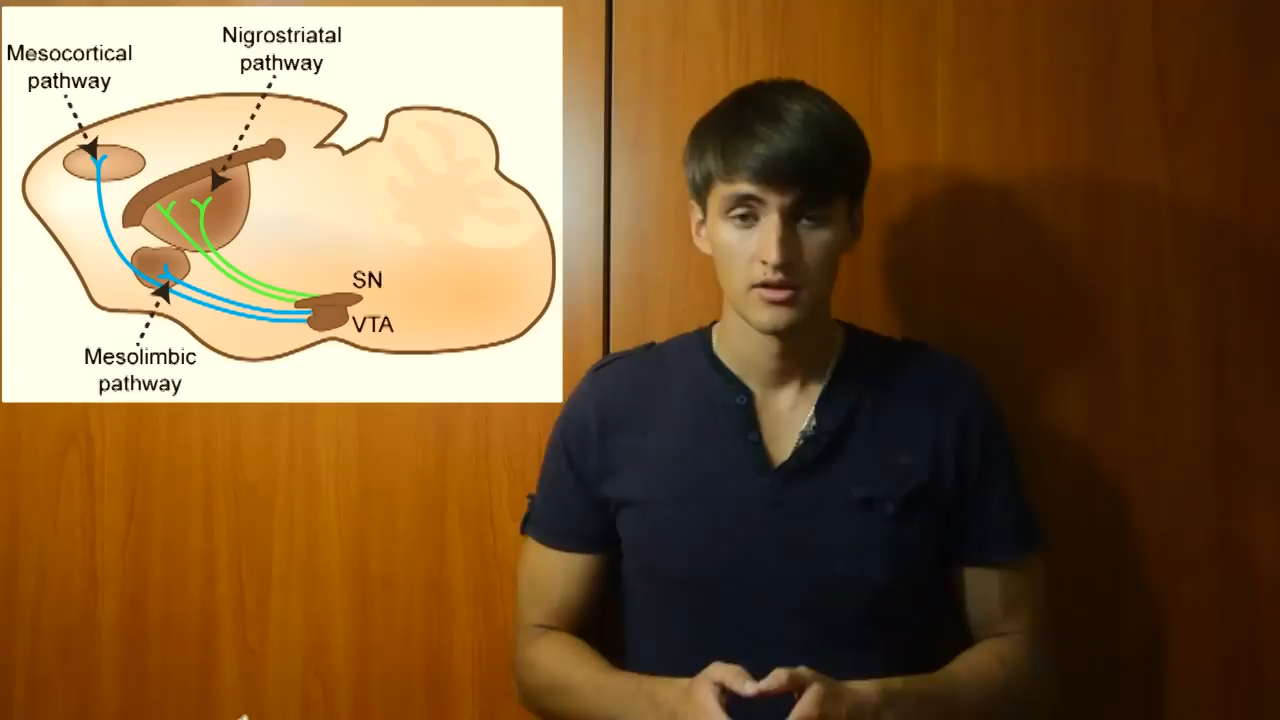 Nigrostriatal
pathway
Mesocortical
pathway
SN
VTA
Mesolimbic
pathway